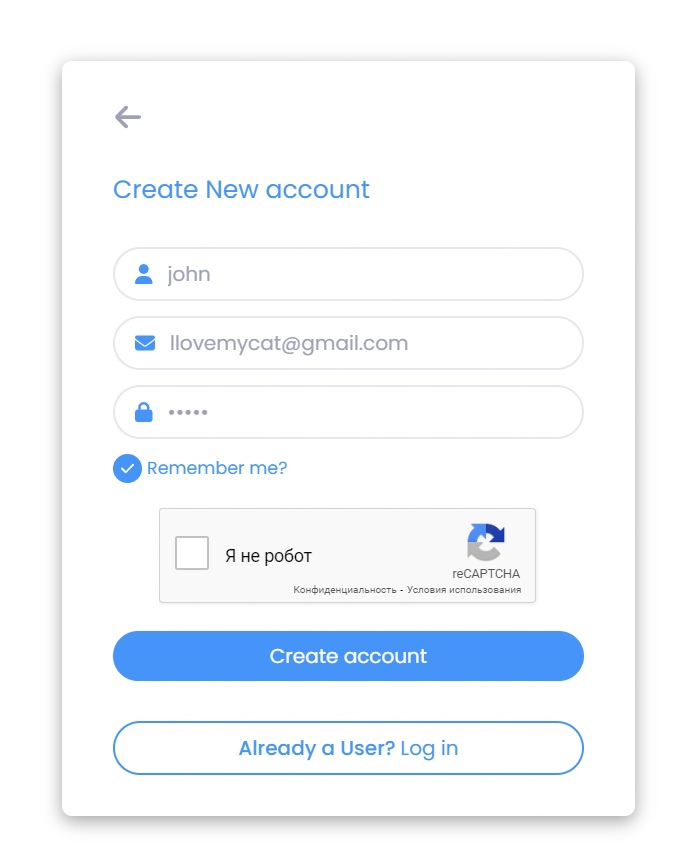 Create New account
john
llovemycat@gmail.com
•••••
Remember me?
Я не робот
reCAPTCHA
Конфиденциальность - Условия использования
Create account
Already a User? Log in